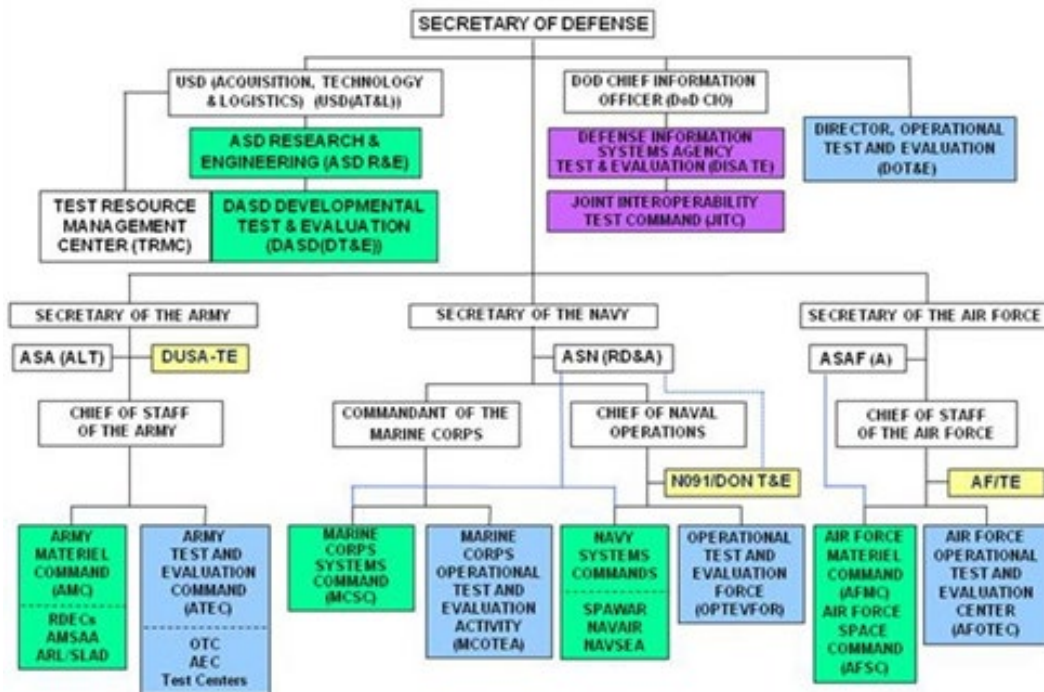 SECRETARY OF DEFENSE
USD (ACQUISITION, TECHNOLOGY
& LOGISTICS) (USD(AT&L))
DOD CHIEF INFORMATION
OFFICER (DoD CIO)
ASD RESEARCH &
ENGINEERING (ASD R&E)
DEFENSE INFORMATION
SYSTEMS AGENCY
TEST & EVALUATION (DISA TE)
DIRECTOR, OPERATIONAL
TEST AND EVALUATION
(DOT&E)
TEST RESOURCE
MANAGEMENT
CENTER (TRMC)
DASD DEVELOPMENTAL
TEST & EVALUATION
(DASD(DT&E))
JOINT INTEROPERABILITY
TEST COMMAND (JITC)
SECRETARY OF THE ARMY
SECRETARY OF THE NAVY
SECRETARY OF THE AIR FORCE
ASA (ALT)
DUSA-TE
ASN (RD&A)
ASAF (A)
CHIEF OF STAFF
OF THE ARMY
COMMANDANT OF THE
MARINE CORPS
CHIEF OF NAVAL
OPERATIONS
CHIEF OF STAFF
OF THE AIR FORCE
N091/DON T&E
AF/TE
ARMY
MATERIEL
COMMAND
(AMC)
RDECs
AMSAA
ARL/SLAD
ARMY
TEST AND
EVALUATION
COMMAND
(ATEC)
OTC
AEC
Test Centers
MARINE
CORPS
SYSTEMS
COMMAND
(MCSC)
MARINE
CORPS
OPERATIONAL
TEST AND
EVALUATION
ACTIVITY
(MCOTEA)
NAVY
SYSTEMS
COMMANDS
SPAWAR
NAVAIR
NAVSEA
OPERATIONAL
TEST AND
EVALUATION
FORCE
(OPTEVFOR)
AIR FORCE
MATERIEL
COMMAND
(AFMC)
AIR FORCE
SPACE
COMMAND
(AFSC)
AIR FORCE
OPERATIONAL
TEST AND
EVALUATION
CENTER
(AFOTEC)